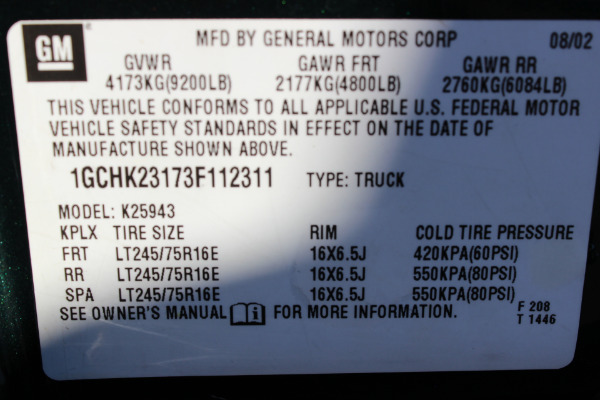 GM
MFD BY GENERAL MOTORS CORP 08/02
GVWR GAWR FRT GAWR RR
4173KG(9200LB) 2177KG(4800LB) 2760KG(6084LB)
THIS VEHICLE CONFORMS TO ALL APPLICABLE U.S. FEDERAL MOTOR
VEHICLE SAFETY STANDARDS IN EFFECT ON THE DATE OF
MANUFACTURE SHOWN ABOVE.
1GCHK23173F112311 TYPE: TRUCK
MODEL: K25943
KPLX TIRE SIZE RIM COLD TIRE PRESSURE
FRT LT245/75R16E 16X6.5J 420KPA(60PSI)
RR LT245/75R16E 16X6.5J 550KPA(80PSI)
SPA LT245/75R16E 16X6.5J 550KPA(80PSI)
SEE OWNER'S MANUAL i FOR MORE INFORMATION. F 208
T 1446